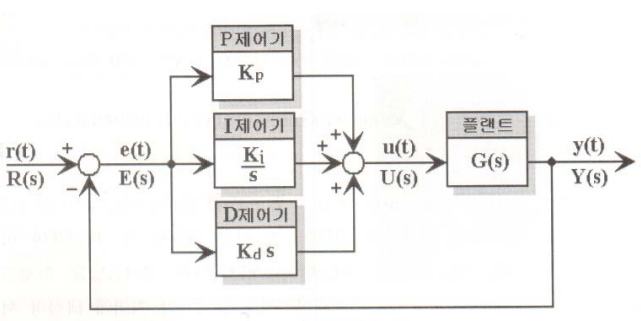 P제어기
Kp
I제어기
Ki
s
D제어기
Kd s
r(t)
R(s)
+
−
e(t)
E(s)
+
+
+
u(t)
U(s)
플랜트
G(s)
y(t)
Y(s)